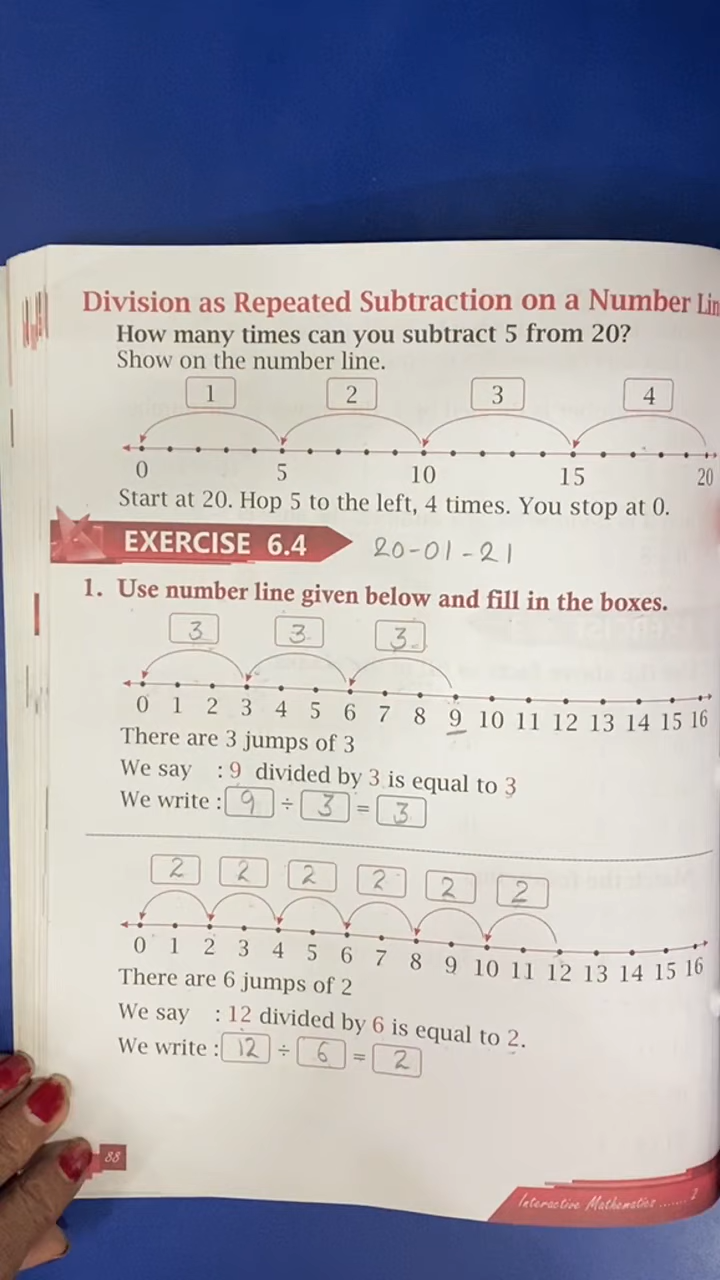 Division as Repeated Subtraction on a Number Lin
How many times can you subtract 5 from 20?
Show on the number line.
1 2 3 4
0 5 10 15 20
Start at 20. Hop 5 to the left, 4 times. You stop at 0.
EXERCISE 6.4 20-01-21
1. Use number line given below and fill in the boxes.
3 3 3
0 1 2 3 4 5 6 7 8 9 10 11 12 13 14 15 16
There are 3 jumps of 3
We say : 9 divided by 3 is equal to 3
We write : 9 ÷ 3 = 3
2 2 2 2 2 2
0 1 2 3 4 5 6 7 8 9 10 11 12 13 14 15 16
There are 6 jumps of 2
We say : 12 divided by 6 is equal to 2.
We write : 12 ÷ 6 = 2
88
Interactive Mathematics ....... 2